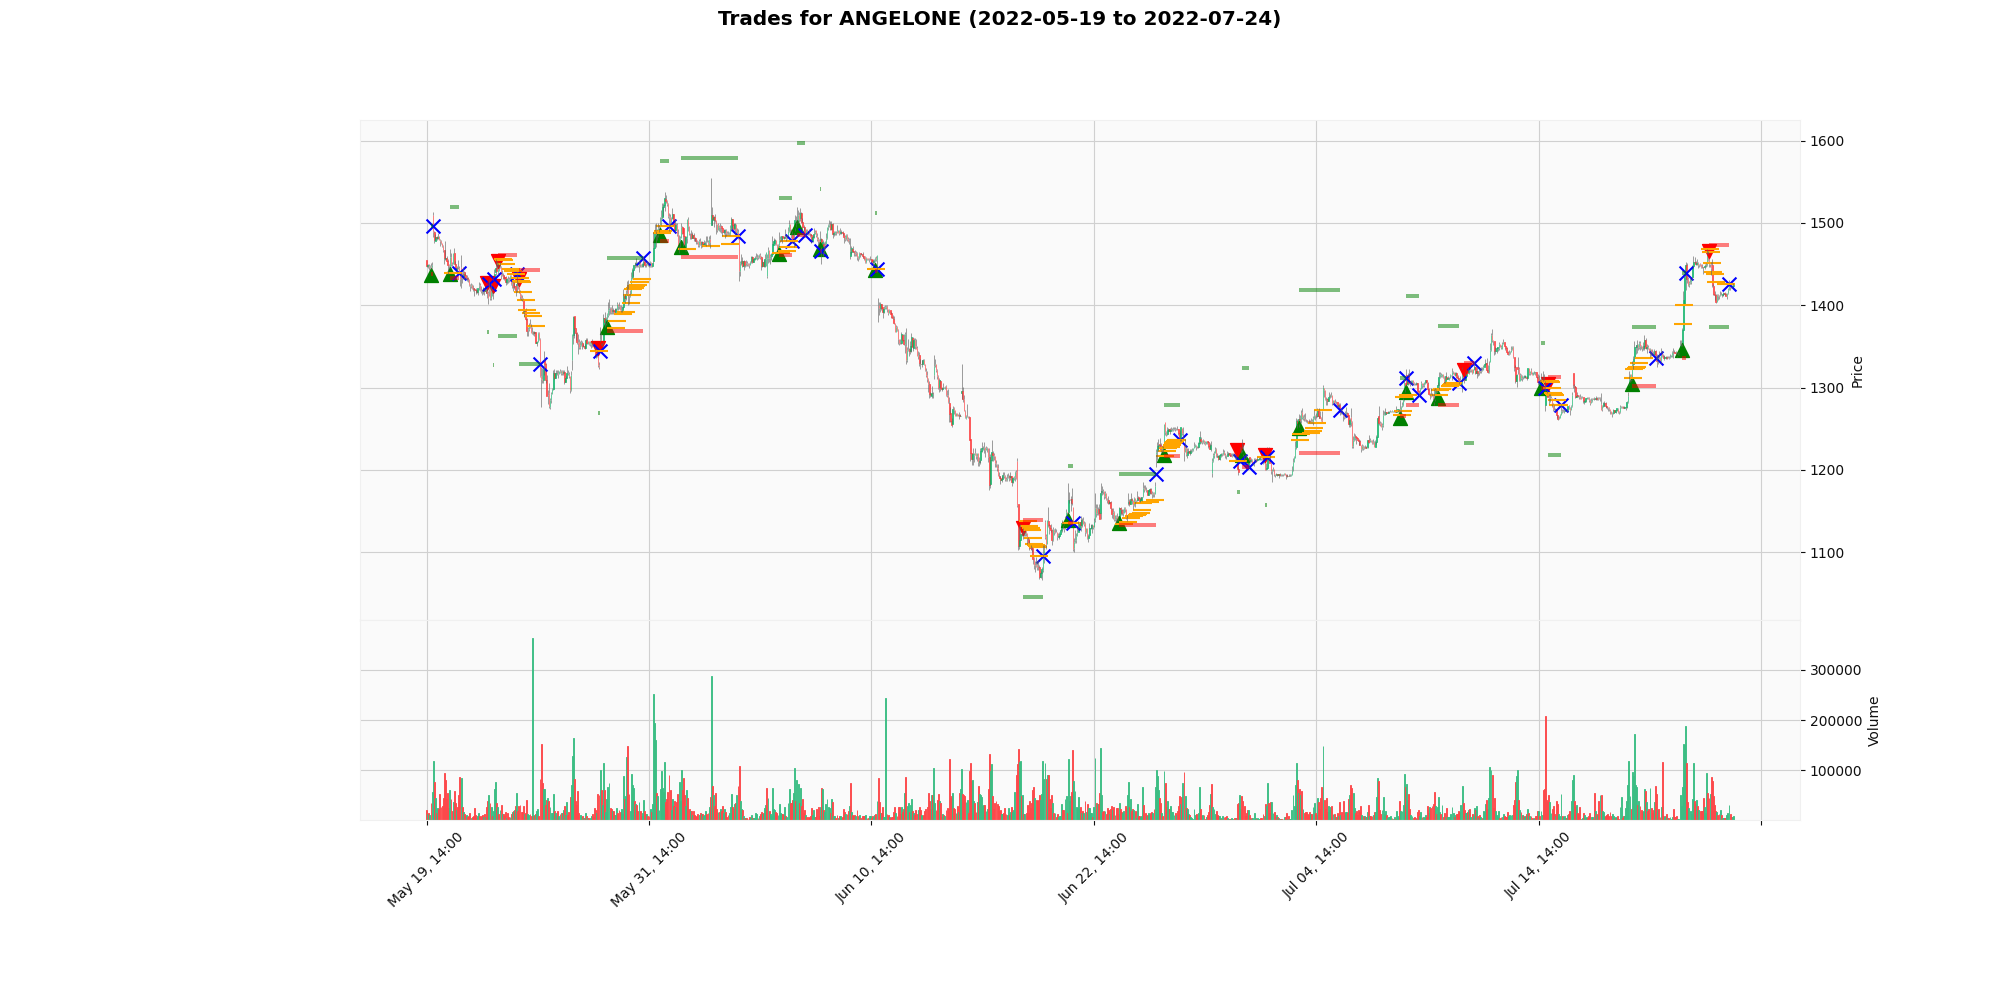 Trades for ANGELONE (2022-05-19 to 2022-07-24)
1600
1500
1400
1300
1200
1100
Price
300000
200000
100000
Volume
May 19, 14:00
May 31, 14:00
Jun 10, 14:00
Jun 22, 14:00
Jul 04, 14:00
Jul 14, 14:00